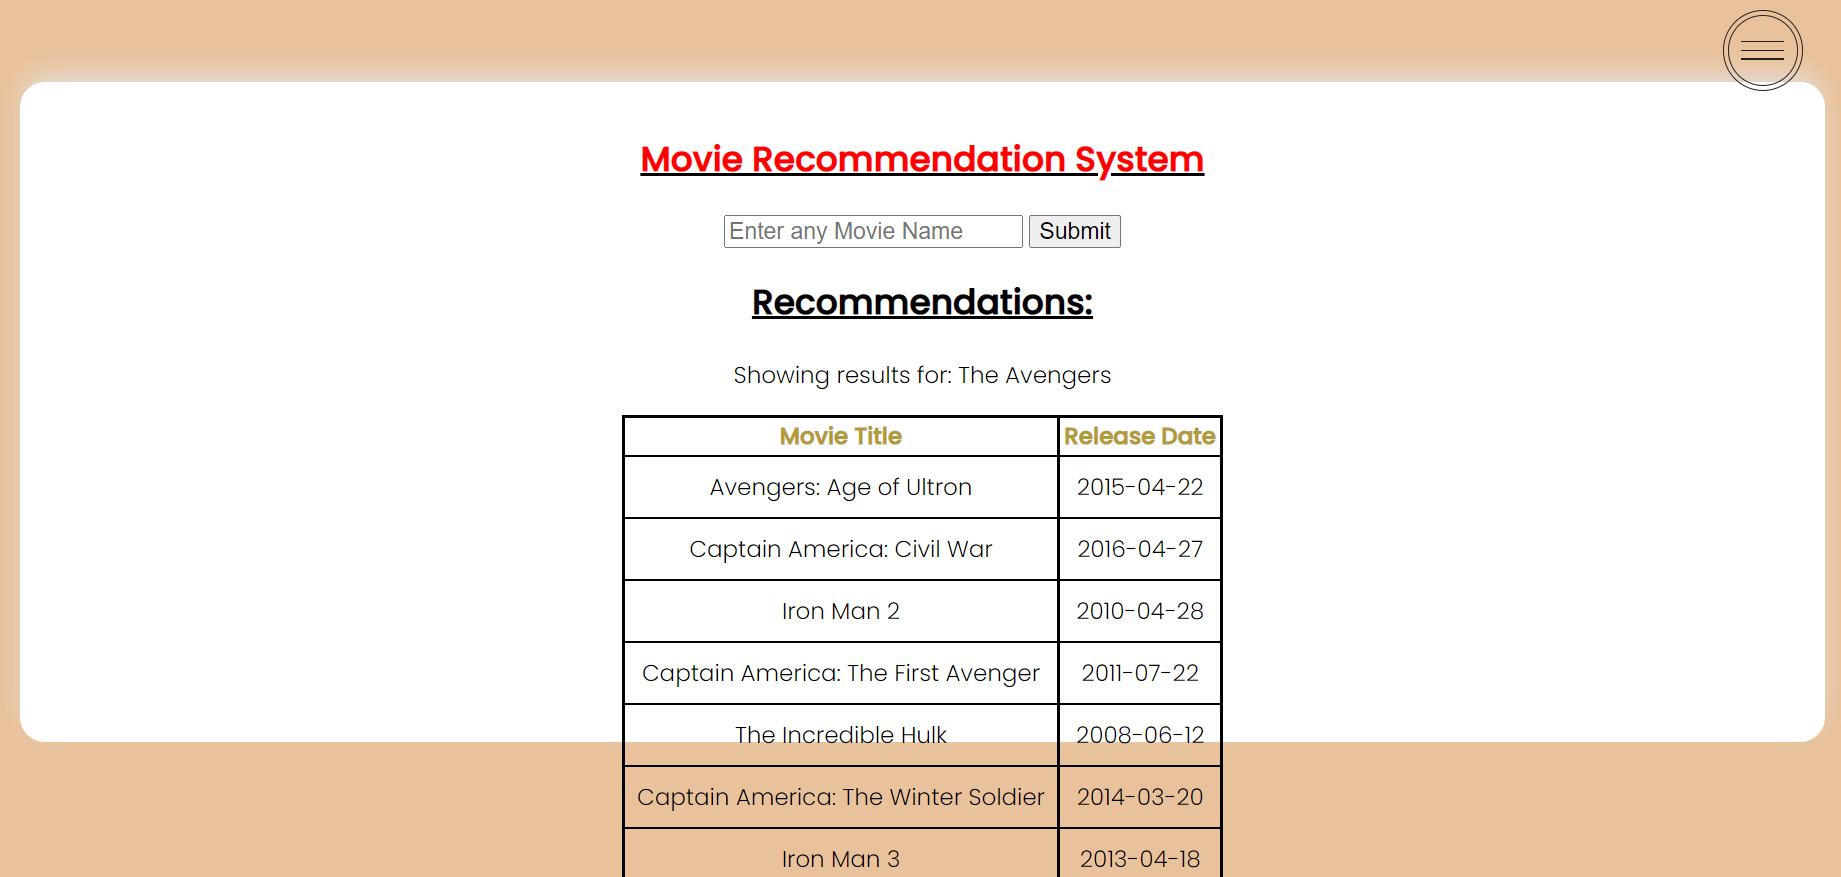 Movie Recommendation System
Enter any Movie Name Submit
Recommendations:
Showing results for: The Avengers
Movie Title Release Date
Avengers: Age of Ultron 2015-04-22
Captain America: Civil War 2016-04-27
Iron Man 2 2010-04-28
Captain America: The First Avenger 2011-07-22
The Incredible Hulk 2008-06-12
Captain America: The Winter Soldier 2014-03-20
Iron Man 3 2013-04-18